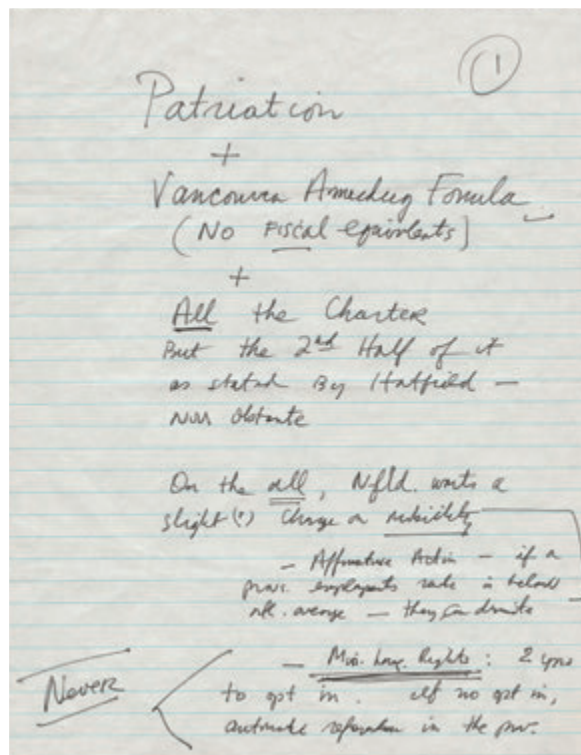 1
Patriation
+
Vancouver Amending Formula
(No Fiscal equivalents)
+
All the Charter
But the 2nd Half of it
as stated By Hatfield —
non obstante
On the all, Nfld. wants a
slight (?) change on mobility
— Affirmative Action — if a
prov. employment rate is below
natl. average — they can
— Min. Lang. Rights : 2 years
to opt in. If no opt in,
automatic referendum in the prov.
Never